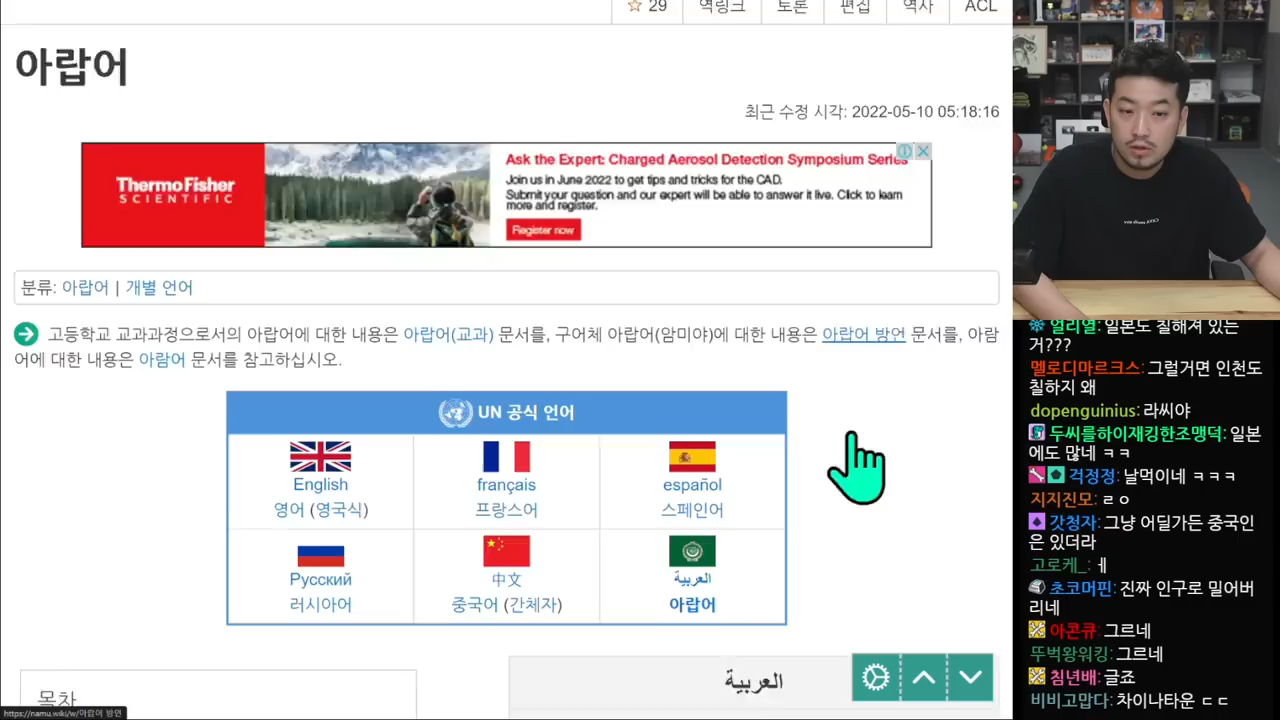 29 역링크 토론 편집 역사 ACL
아랍어
최근 수정 시각: 2022-05-10 05:18:16
ThermoFisher
SCIENTIFIC
Ask the Expert: Charged Aerosol Detection Symposium Series
Join us in June 2022 to get tips and tricks for the CAD.
Submit your question and our expert will be able to answer it live. Click to learn
more and register.
Register now
분류: 아랍어 | 개별 언어
고등학교 교과과정으로서의 아랍어에 대한 내용은 아랍어(교과) 문서를, 구어체 아랍어(암미야)에 대한 내용은 아랍어 방언 문서를, 아람
어에 대한 내용은 아람어 문서를 참고하십시오.
UN 공식 언어
English
영어 (영국식)
français
프랑스어
español
스페인어
Русский
러시아어
中文
중국어 (간체자)
العربية
아랍어
목차
العربية
https://namu.wiki/w/아랍어 방언
얼리열: 일본도 칠해져 있는
거???
멜로디마르크스: 그럴거면 인천도
칠하지 왜
dopenguinius: 라씨야
두씨를하이재킹한조맹덕: 일본
에도 많네 ㅋㅋ
걱정정: 날먹이네 ㅋㅋㅋ
지지진모: ㄹㅇ
갓청자: 그냥 어딜가든 중국인
은 있더라
고로케_: ㅔ
초코머핀: 진짜 인구로 밀어버
리네
아콘큐: 그르네
뚜벅왕워킹: 그르네
침년배: 글죠
비비고맙다: 차이나타운 ㄷㄷ